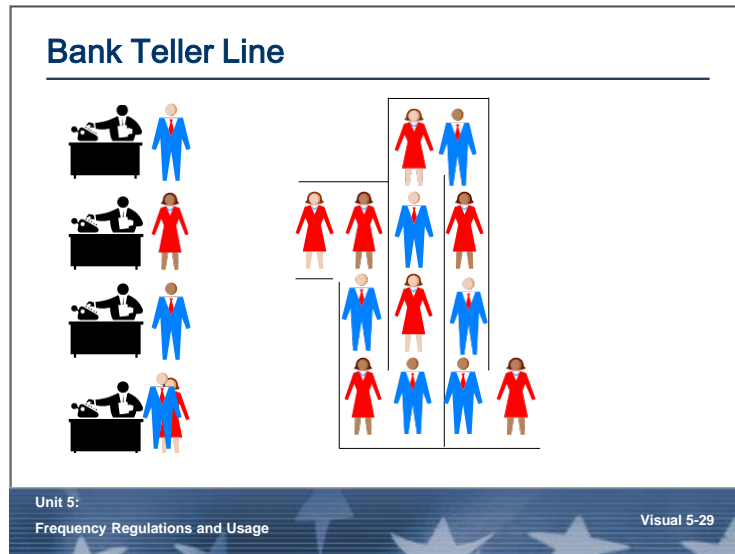 Bank Teller Line
Unit 5:
Frequency Regulations and Usage
Visual 5-29